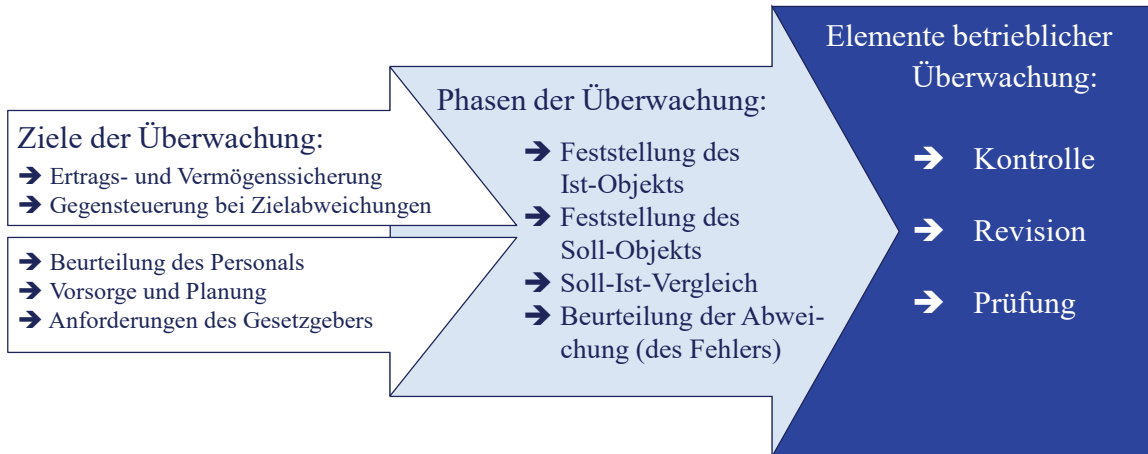 Ziele der Überwachung:
➔ Ertrags- und Vermögenssicherung
➔ Gegensteuerung bei Zielabweichungen
➔ Beurteilung des Personals
➔ Vorsorge und Planung
➔ Anforderungen des Gesetzgebers
Phasen der Überwachung:
➔ Feststellung des
Ist-Objekts
➔ Feststellung des
Soll-Objekts
➔ Soll-Ist-Vergleich
➔ Beurteilung der Abwei-
chung (des Fehlers)
Elemente betrieblicher
Überwachung:
➔ Kontrolle
➔ Revision
➔ Prüfung